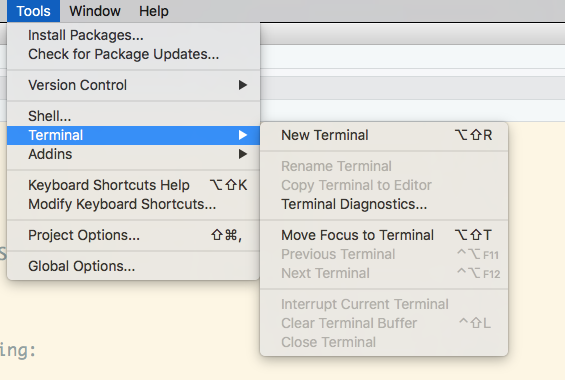 Tools Window Help
Install Packages...
Check for Package Updates...
Version Control ▶
Shell...
Terminal ▶
Addins ▶
Keyboard Shortcuts Help ⌥⇧K
Modify Keyboard Shortcuts...
Project Options... ⇧⌘,
Global Options...
New Terminal ⌥⇧R
Rename Terminal
Copy Terminal to Editor
Terminal Diagnostics...
Move Focus to Terminal ⌥⇧T
Previous Terminal ^⌥F11
Next Terminal ^⌥F12
Interrupt Current Terminal
Clear Terminal Buffer ^⇧L
Close Terminal
S
ing: